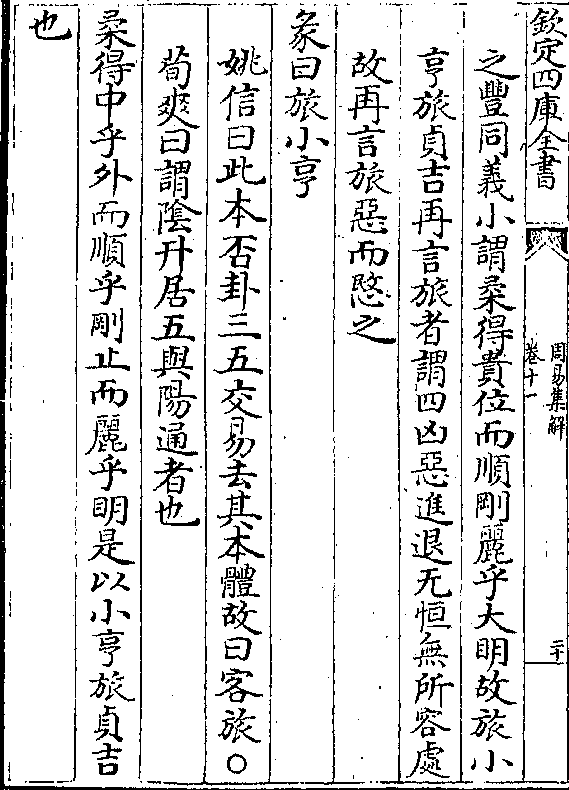 欽定四庫全書
周易集解
卷十一
二十
之豐同義小謂柔得貴位而順剛麗乎大明故旅小
亨旅貞吉再言旅者謂四凶惡進退无恒無所容處
故再言旅惡而愍之
彖曰旅小亨
姚信曰此本否卦三五交易去其本體故曰客旅〇
荀爽曰謂陰升居五與陽通者也
柔得中乎外而順乎剛止而麗乎明是以小亨旅貞吉
也